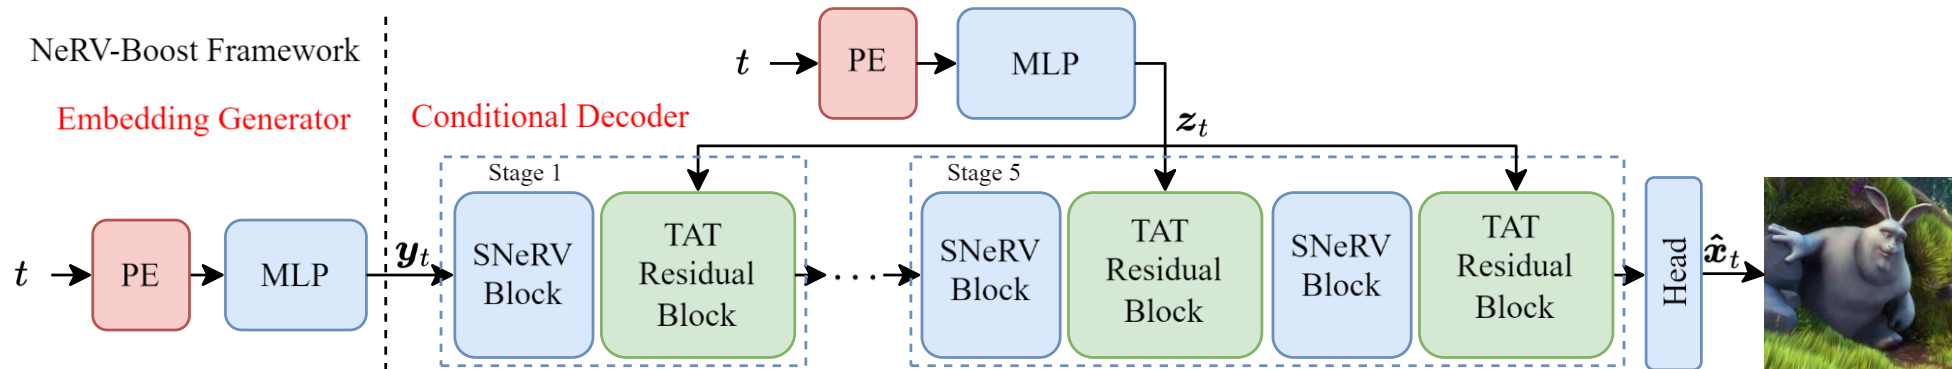 NeRV-Boost Framework
Embedding Generator
t
PE
MLP
y_t
Conditional Decoder
t
PE
MLP
z_t
Stage 1
SNeRV
Block
TAT
Residual
Block
...
Stage 5
SNeRV
Block
TAT
Residual
Block
SNeRV
Block
TAT
Residual
Block
Head
x̂_t